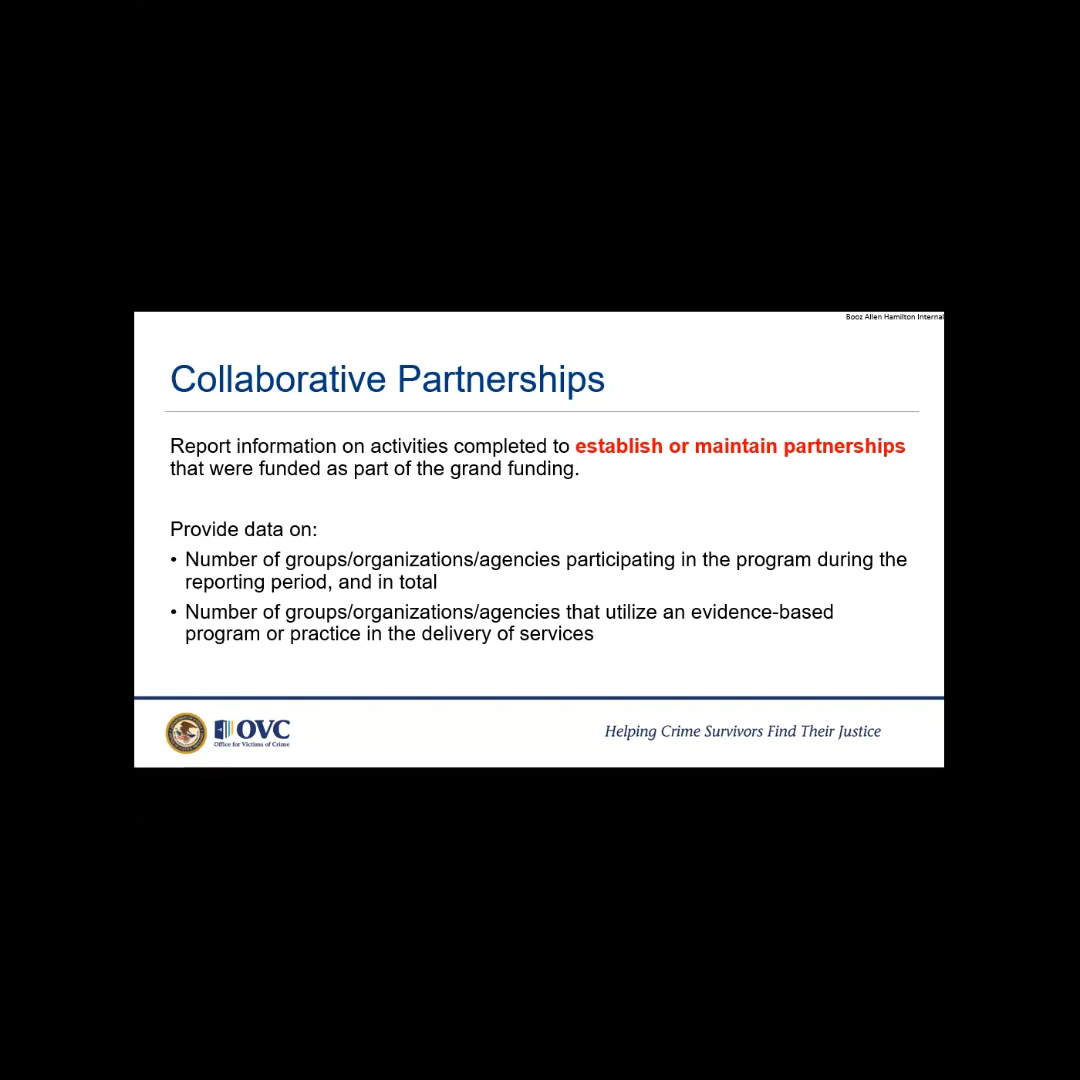 Booz Allen Hamilton Internal
Collaborative Partnerships
Report information on activities completed to establish or maintain partnerships
that were funded as part of the grand funding.
Provide data on:
• Number of groups/organizations/agencies participating in the program during the
reporting period, and in total
• Number of groups/organizations/agencies that utilize an evidence-based
program or practice in the delivery of services
OVC
Office for Victims of Crime
Helping Crime Survivors Find Their Justice